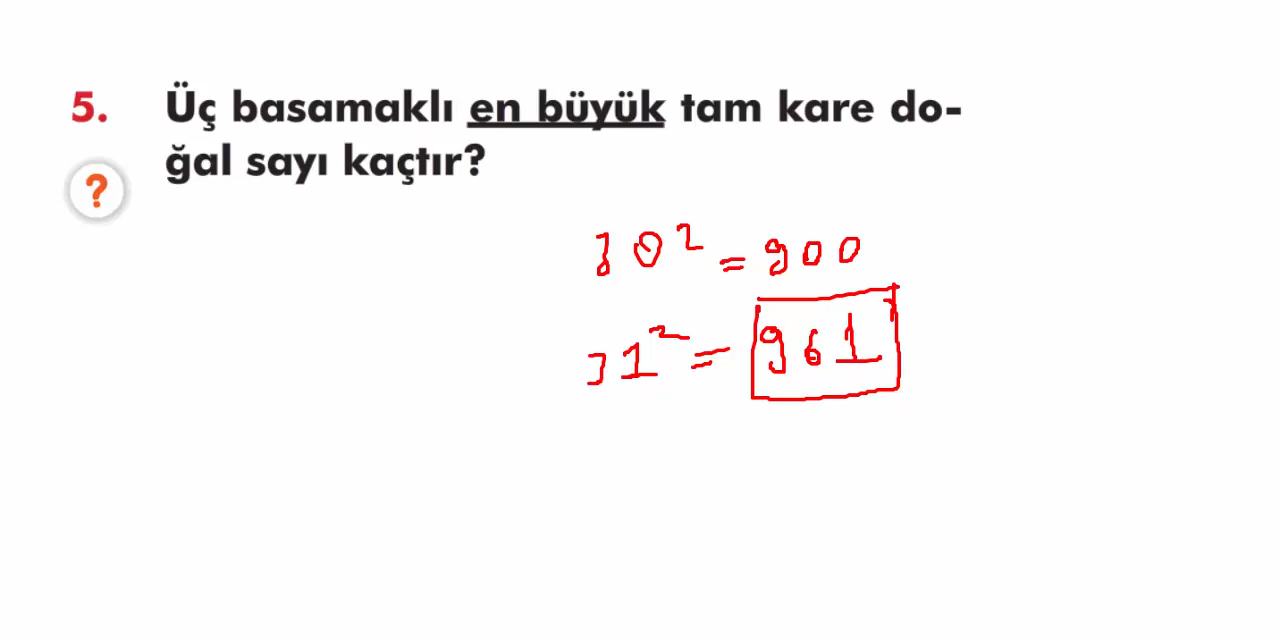 5. Üç basamaklı en büyük tam kare do-
ğal sayı kaçtır?
?
30² = 900
31² = 961